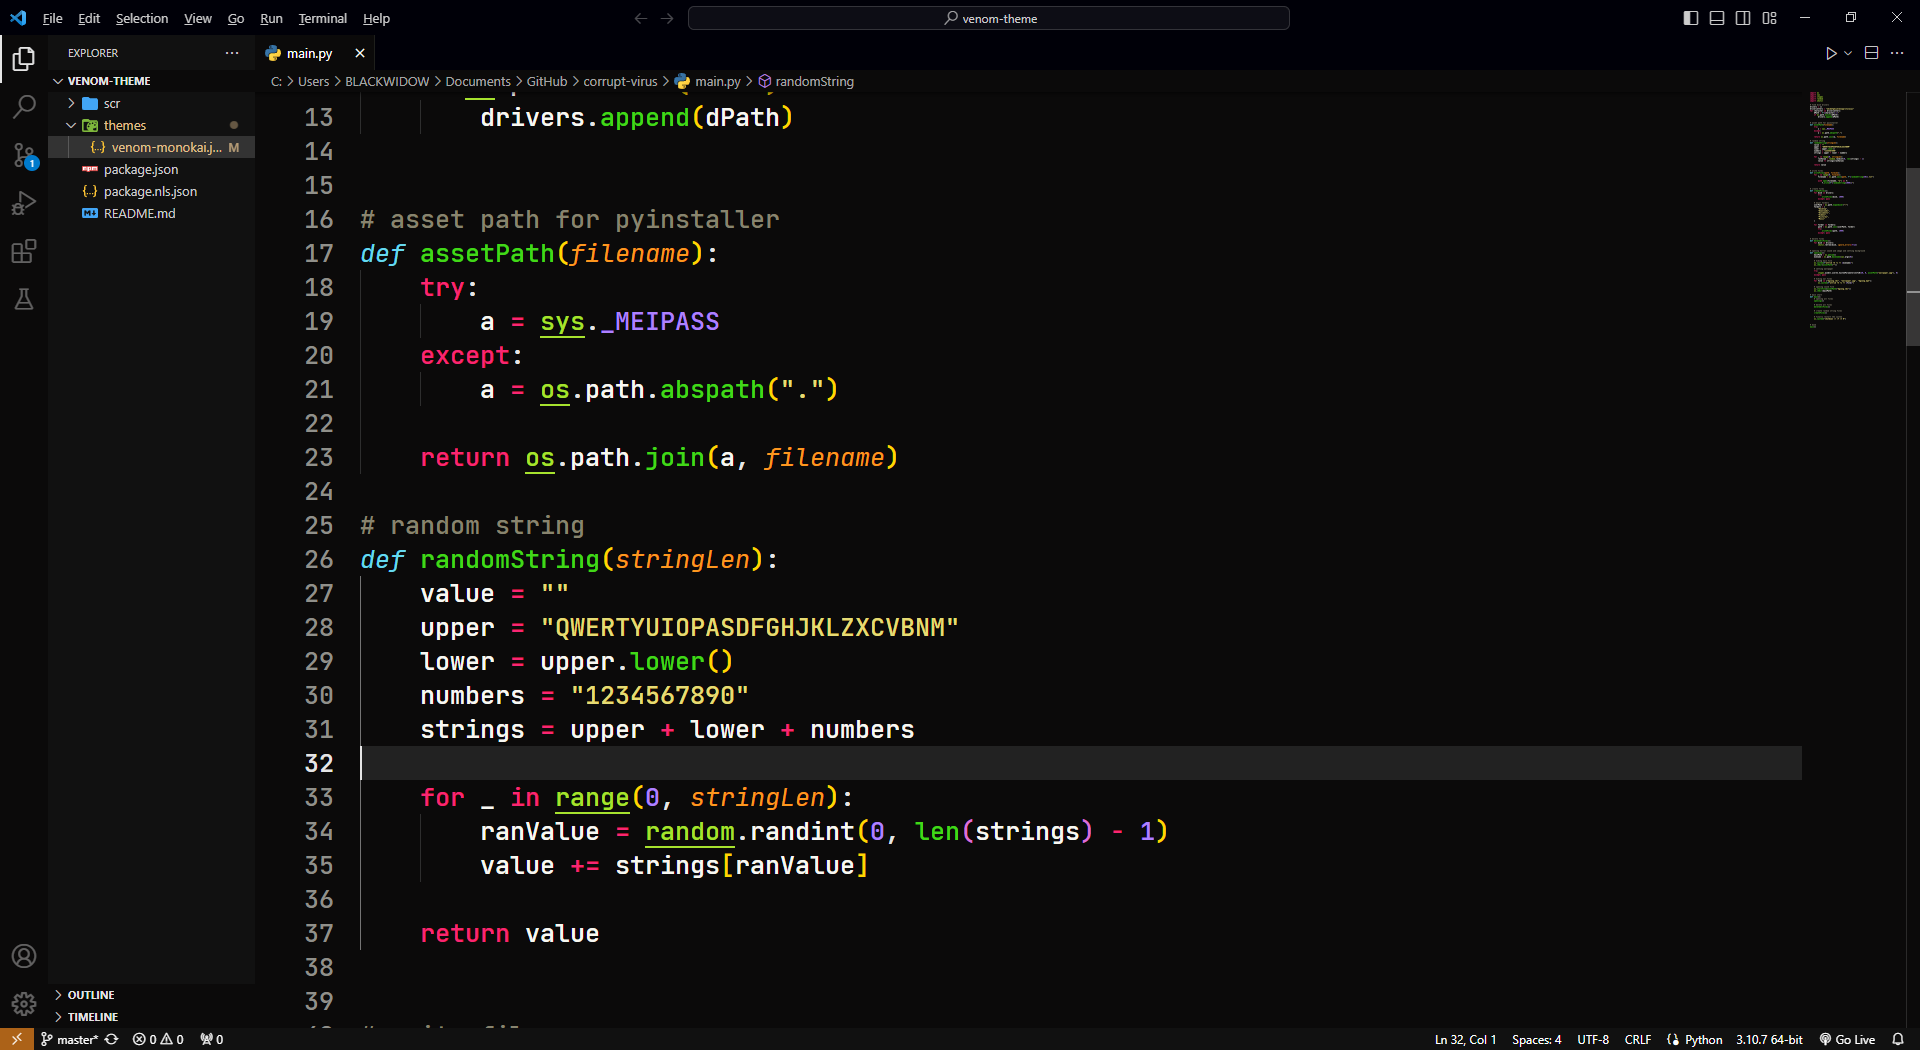 File Edit Selection View Go Run Terminal Help
venom-theme
EXPLORER
main.py
VENOM-THEME
C: > Users > BLACKWIDOW > Documents > GitHub > corrupt-virus > main.py > randomString
scr
themes
venom-monokai.j... M
package.json
package.nls.json
README.md
13 drivers.append(dPath)
14
15
16 # asset path for pyinstaller
17 def assetPath(filename):
18 try:
19 a = sys._MEIPASS
20 except:
21 a = os.path.abspath(".")
22
23 return os.path.join(a, filename)
24
25 # random string
26 def randomString(stringLen):
27 value = ""
28 upper = "QWERTYUIOPASDFGHJKLZXCVBNM"
29 lower = upper.lower()
30 numbers = "1234567890"
31 strings = upper + lower + numbers
32
33 for _ in range(0, stringLen):
34 ranValue = random.randint(0, len(strings) - 1)
35 value += strings[ranValue]
36
37 return value
38
39
1
OUTLINE
TIMELINE
master* 0 0 0
Ln 32, Col 1 Spaces: 4 UTF-8 CRLF Python 3.10.7 64-bit Go Live